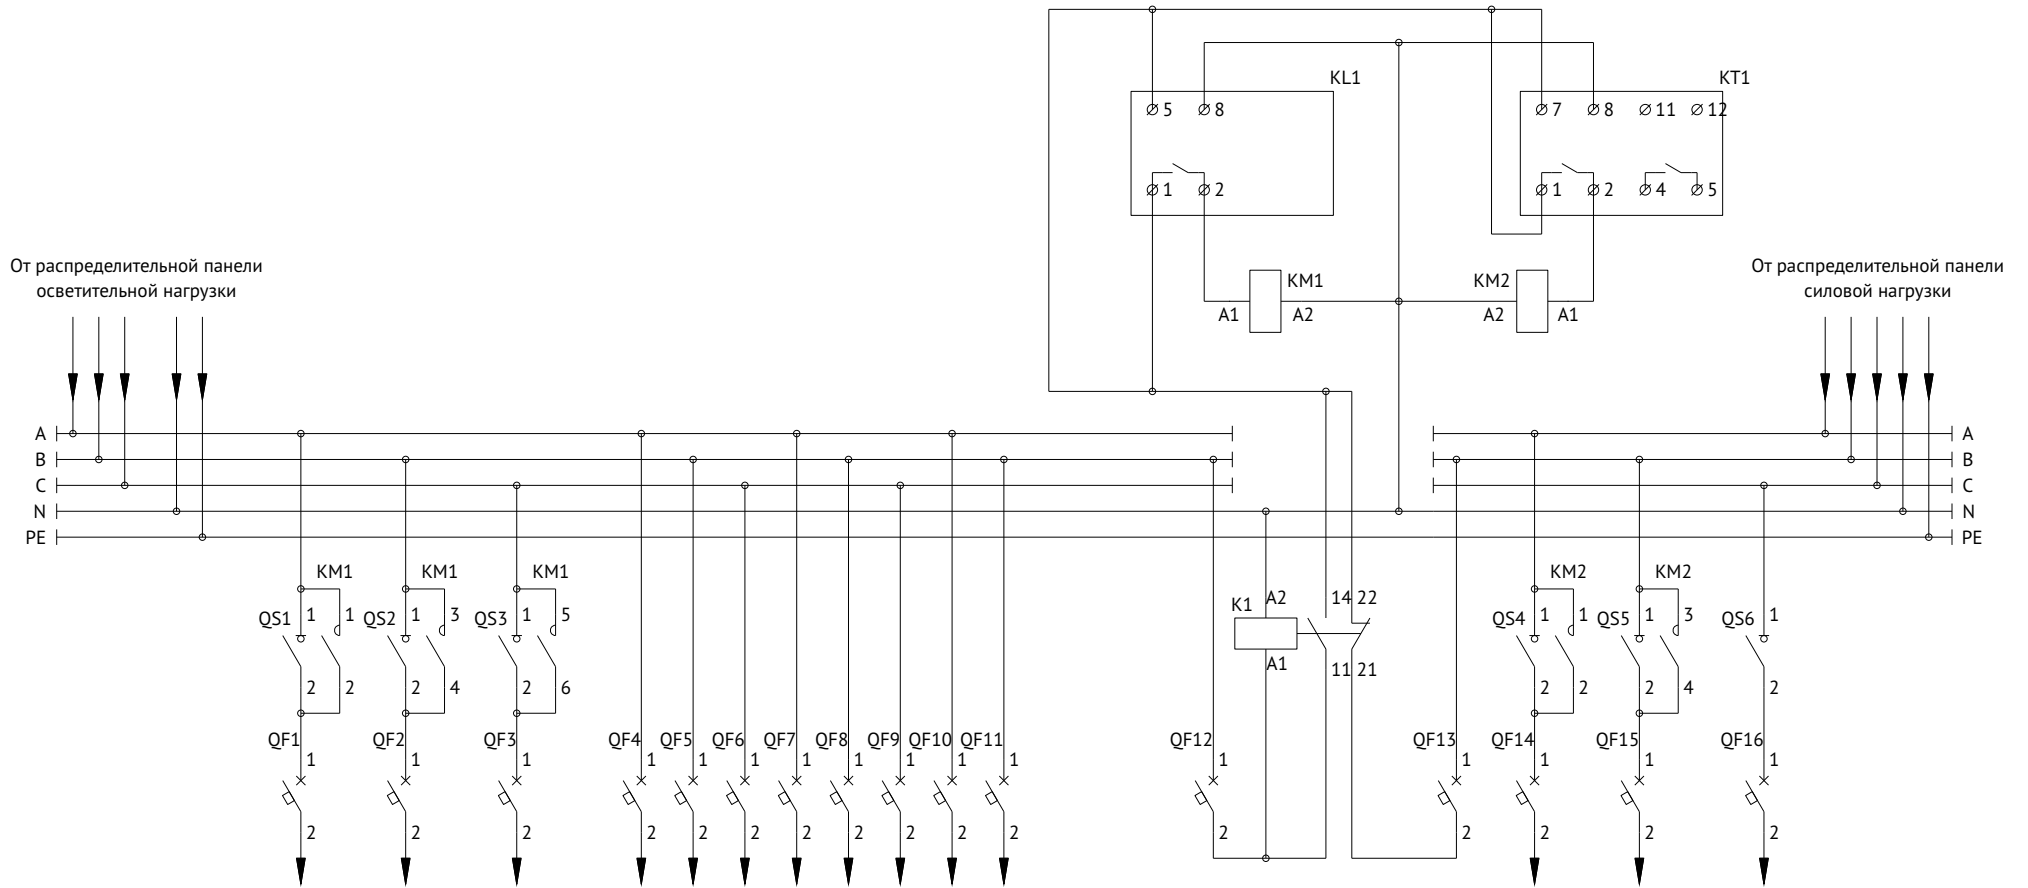 KL1
KT1
5 8
7 8 11 12
1 2
1 2 4 5
От распределительной панели
осветительной нагрузки
KM1
A1 A2
KM2
A2 A1
От распределительной панели
силовой нагрузки
A A
B B
C C
N N
PE PE
KM1 KM1 KM1 KM2 KM2
QS1 1 1 QS2 1 3 QS3 1 5 K1 A2 14 22 QS4 1 1 QS5 1 3 QS6 1
A1 11 21
2 2 2 4 2 6 2 2 2 4 2
QF1 QF2 QF3 QF4 QF5 QF6 QF7 QF8 QF9 QF10 QF11 QF12 QF13 QF14 QF15 QF16
1 1 1 1 1 1 1 1 1 1 1 1 1 1 1 1
2 2 2 2 2 2 2 2 2 2 2 2 2 2 2 2